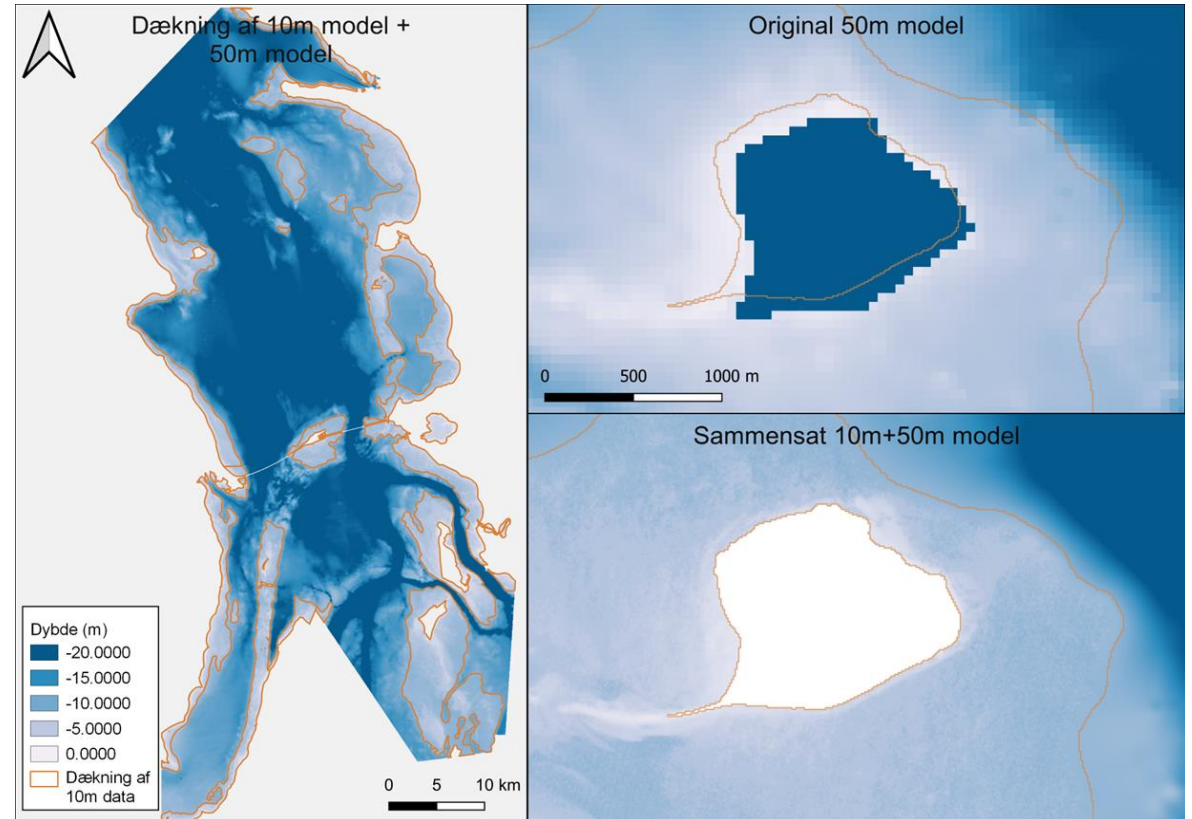 Dækning af 10m model +
50m model
Dybde (m)
-20.0000
-15.0000
-10.0000
-5.0000
0.0000
Dækning af
10m data
0 5 10 km
Original 50m model
0 500 1000 m
Sammensat 10m+50m model